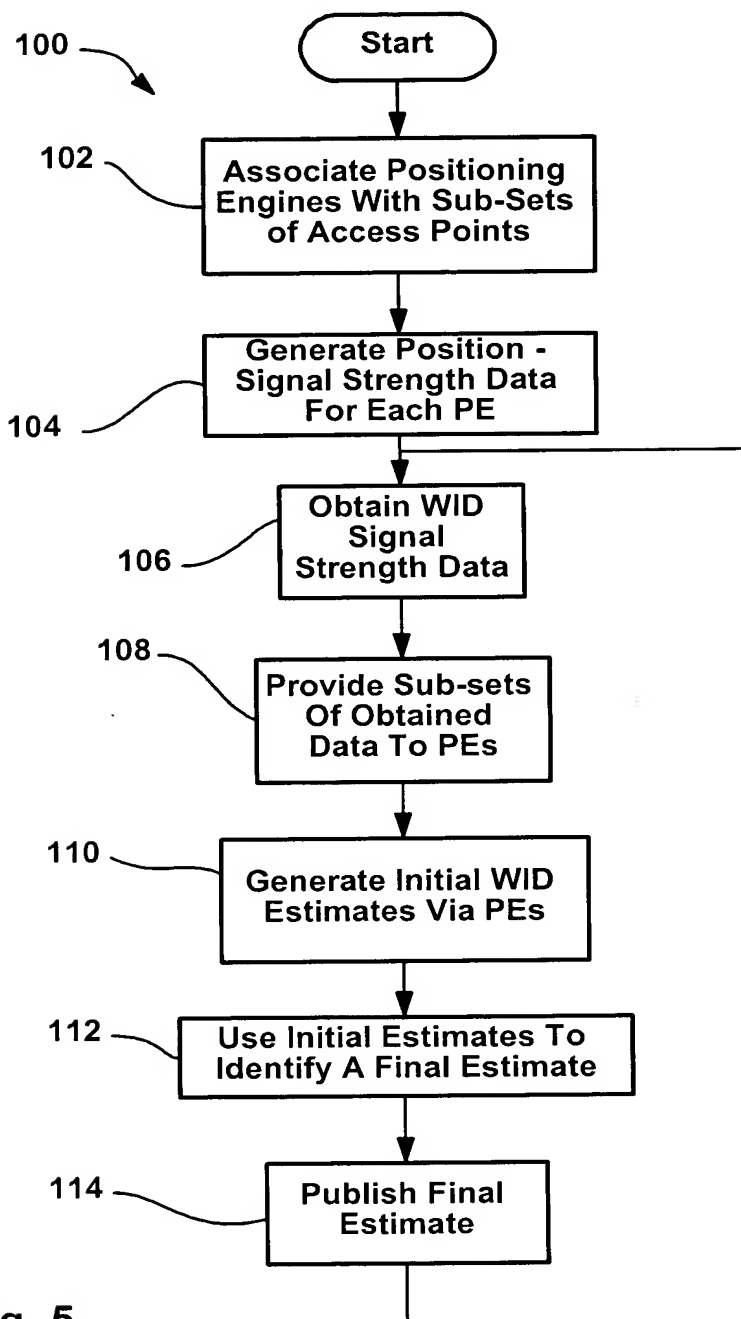 Start
100
102
Associate Positioning
Engines With Sub-Sets
of Access Points
Generate Position -
Signal Strength Data
For Each PE
104
Obtain WID
Signal
Strength Data
106
108
Provide Sub-sets
Of Obtained
Data To PEs
110
Generate Initial WID
Estimates Via PEs
112
Use Initial Estimates To
Identify A Final Estimate
114
Publish Final
Estimate
g. 5